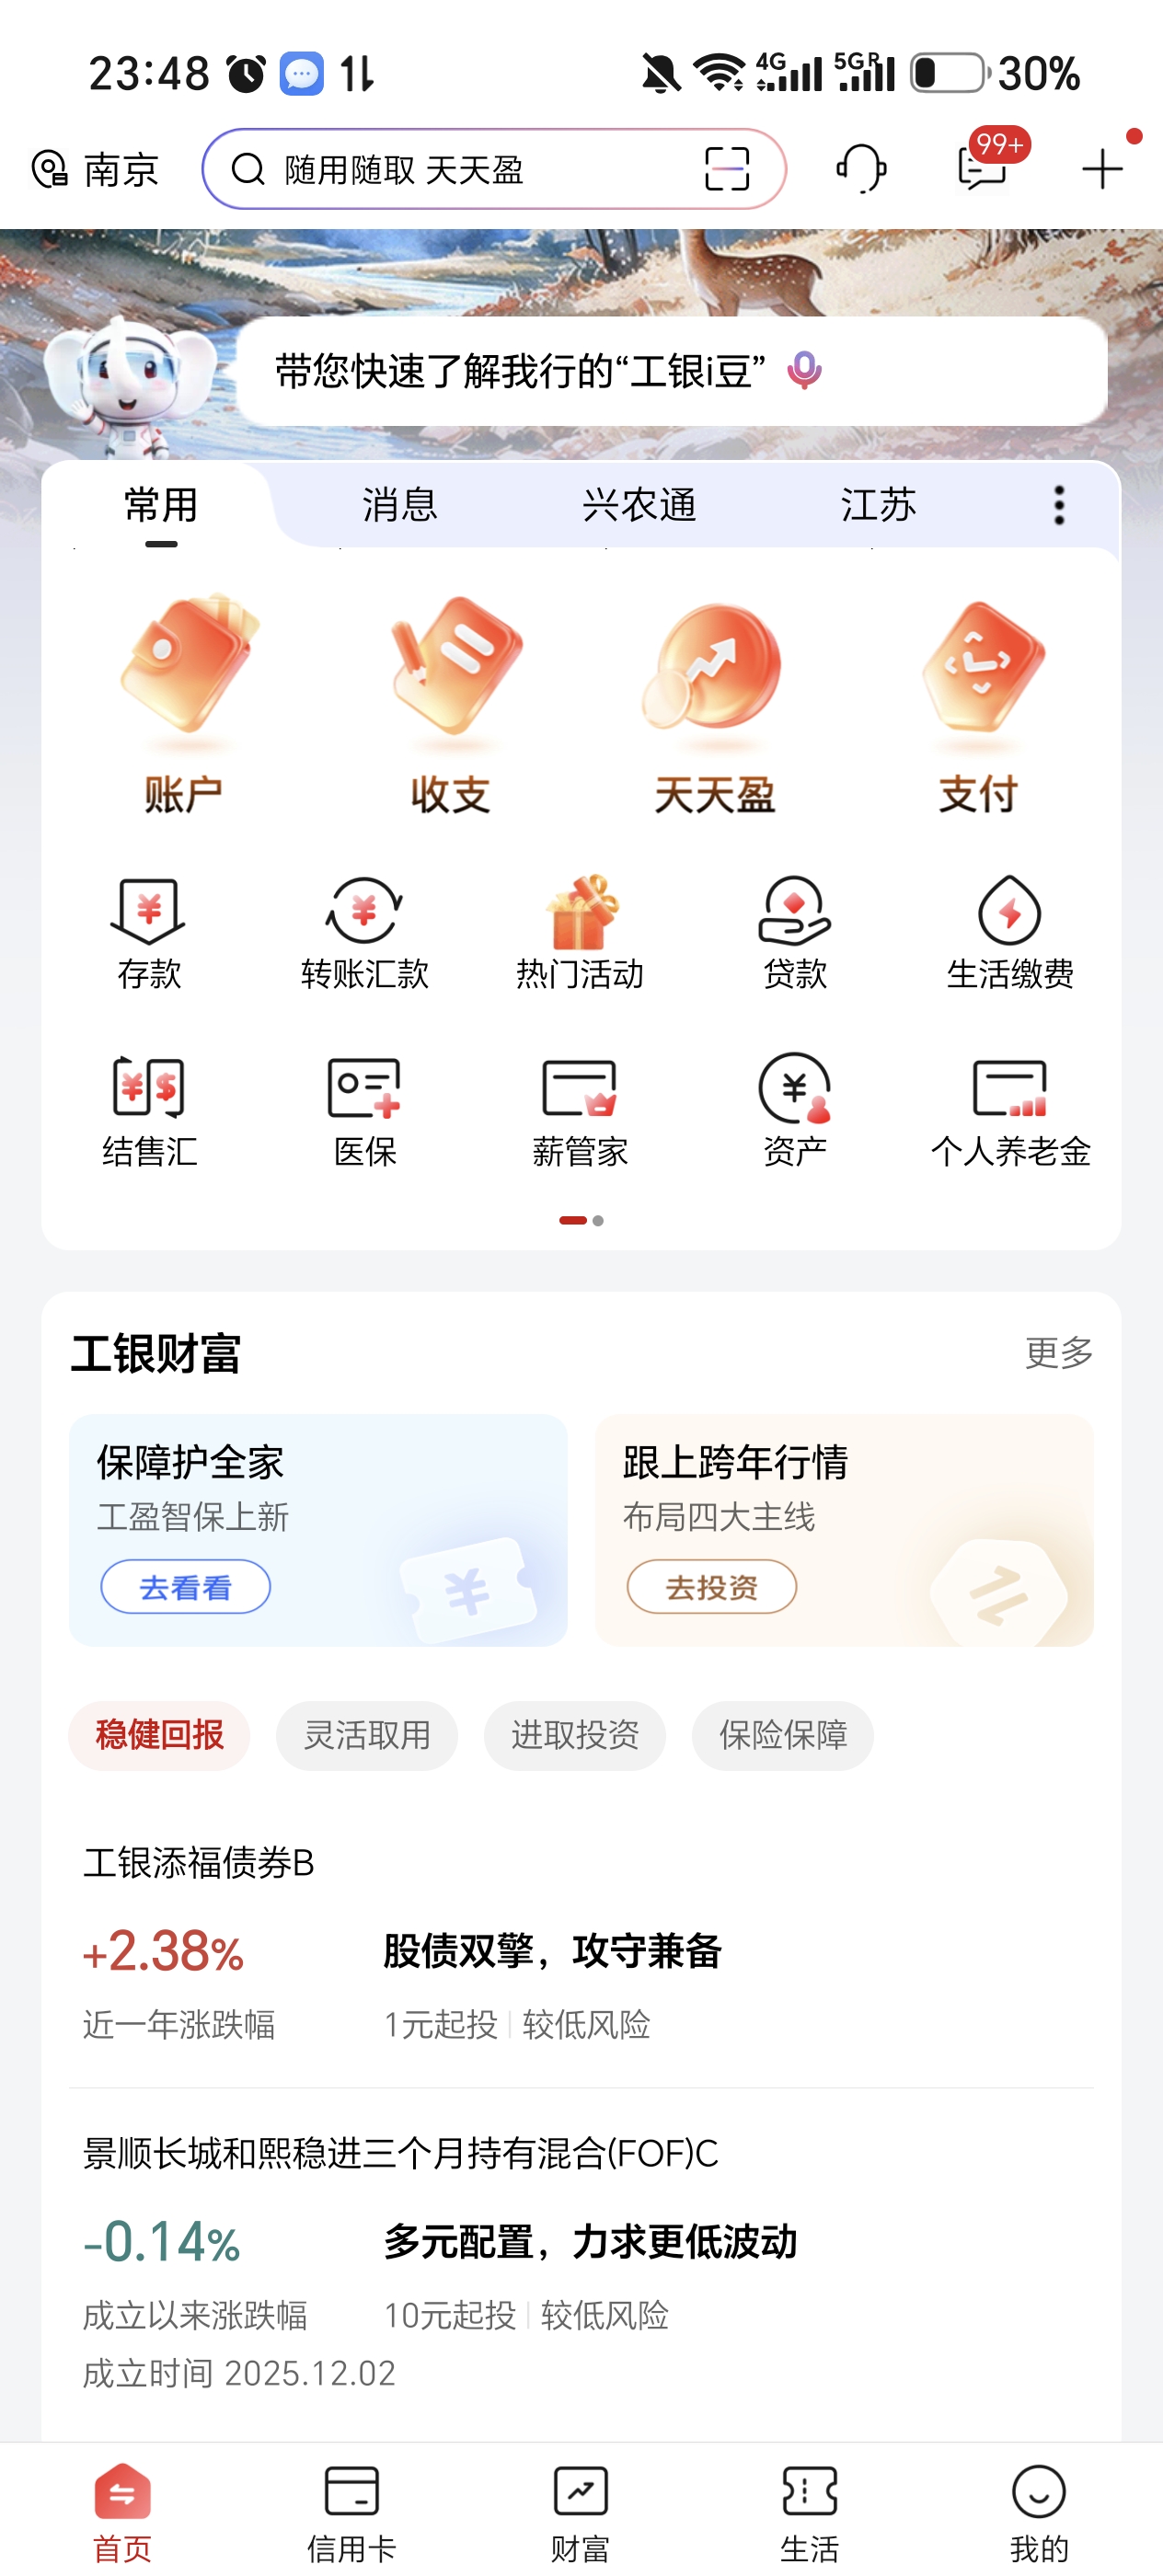 23:48 4G 5G R 30%
南京 随用随取 天天盈 99+
带您快速了解我行的“工银i豆”
常用 消息 兴农通 江苏
账户 收支 天天盈 支付
存款 转账汇款 热门活动 贷款 生活缴费
结售汇 医保 薪管家 资产 个人养老金
工银财富 更多
保障护全家 跟上跨年行情
工盈智保上新 布局四大主线
去看看 去投资
稳健回报 灵活取用 进取投资 保险保障
工银添福债券B
+2.38% 股债双擎，攻守兼备
近一年涨跌幅 1元起投 较低风险
景顺长城和熙稳进三个月持有混合(FOF)C
-0.14% 多元配置，力求更低波动
成立以来涨跌幅 10元起投 较低风险
成立时间 2025.12.02
首页 信用卡 财富 生活 我的